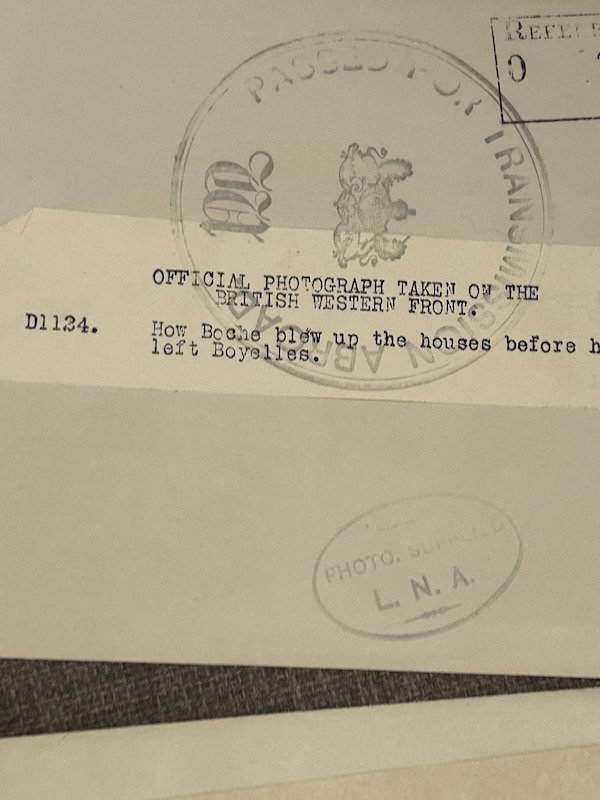 PASSED FOR TRANSMISSION ABROAD
OFFICIAL PHOTOGRAPH TAKEN ON THE
BRITISH WESTERN FRONT.
D1134. How Boche blew up the houses before h
left Boyelles.
PHOTO. SUPPLIED
L. N. A.